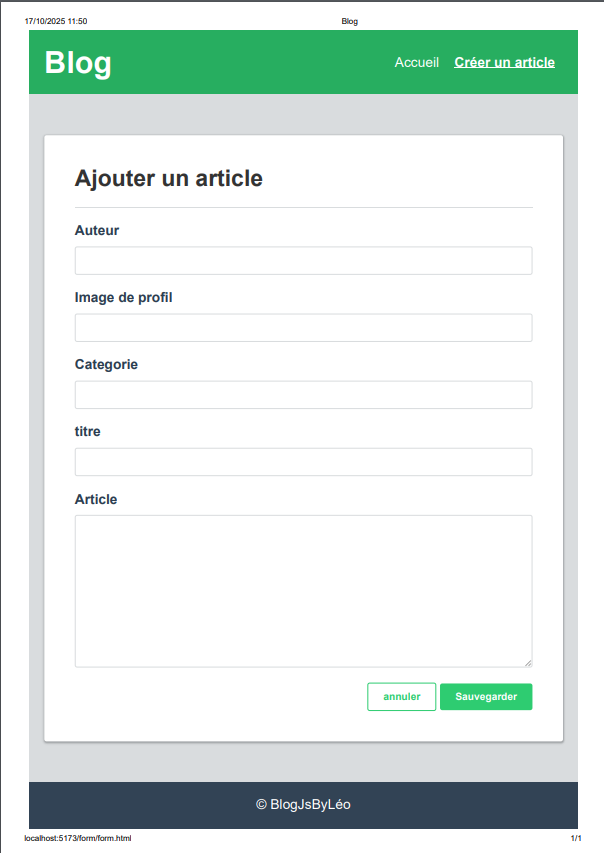 17/10/2025 11:50 Blog
Blog Accueil Créer un article
Ajouter un article
Auteur
Image de profil
Categorie
titre
Article
annuler Sauvegarder
© BlogJsByLéo
localhost:5173/form/form.html 1/1